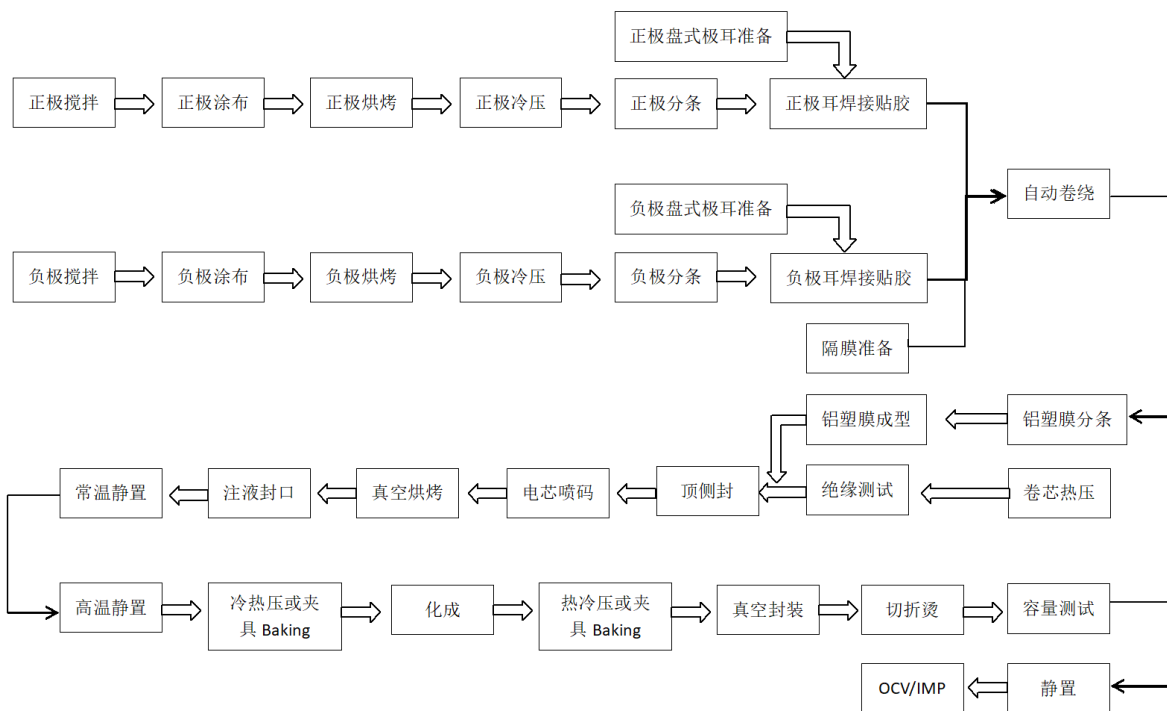 正极盘式极耳准备
正极搅拌
正极涂布
正极烘烤
正极冷压
正极分条
正极耳焊接贴胶
自动卷绕
负极盘式极耳准备
负极搅拌
负极涂布
负极烘烤
负极冷压
负极分条
负极耳焊接贴胶
隔膜准备
铝塑膜成型
铝塑膜分条
常温静置
注液封口
真空烘烤
电芯喷码
顶侧封
绝缘测试
卷芯热压
高温静置
冷热压或夹
具 Baking
化成
热冷压或夹
具 Baking
真空封装
切折烫
容量测试
OCV/IMP
静置